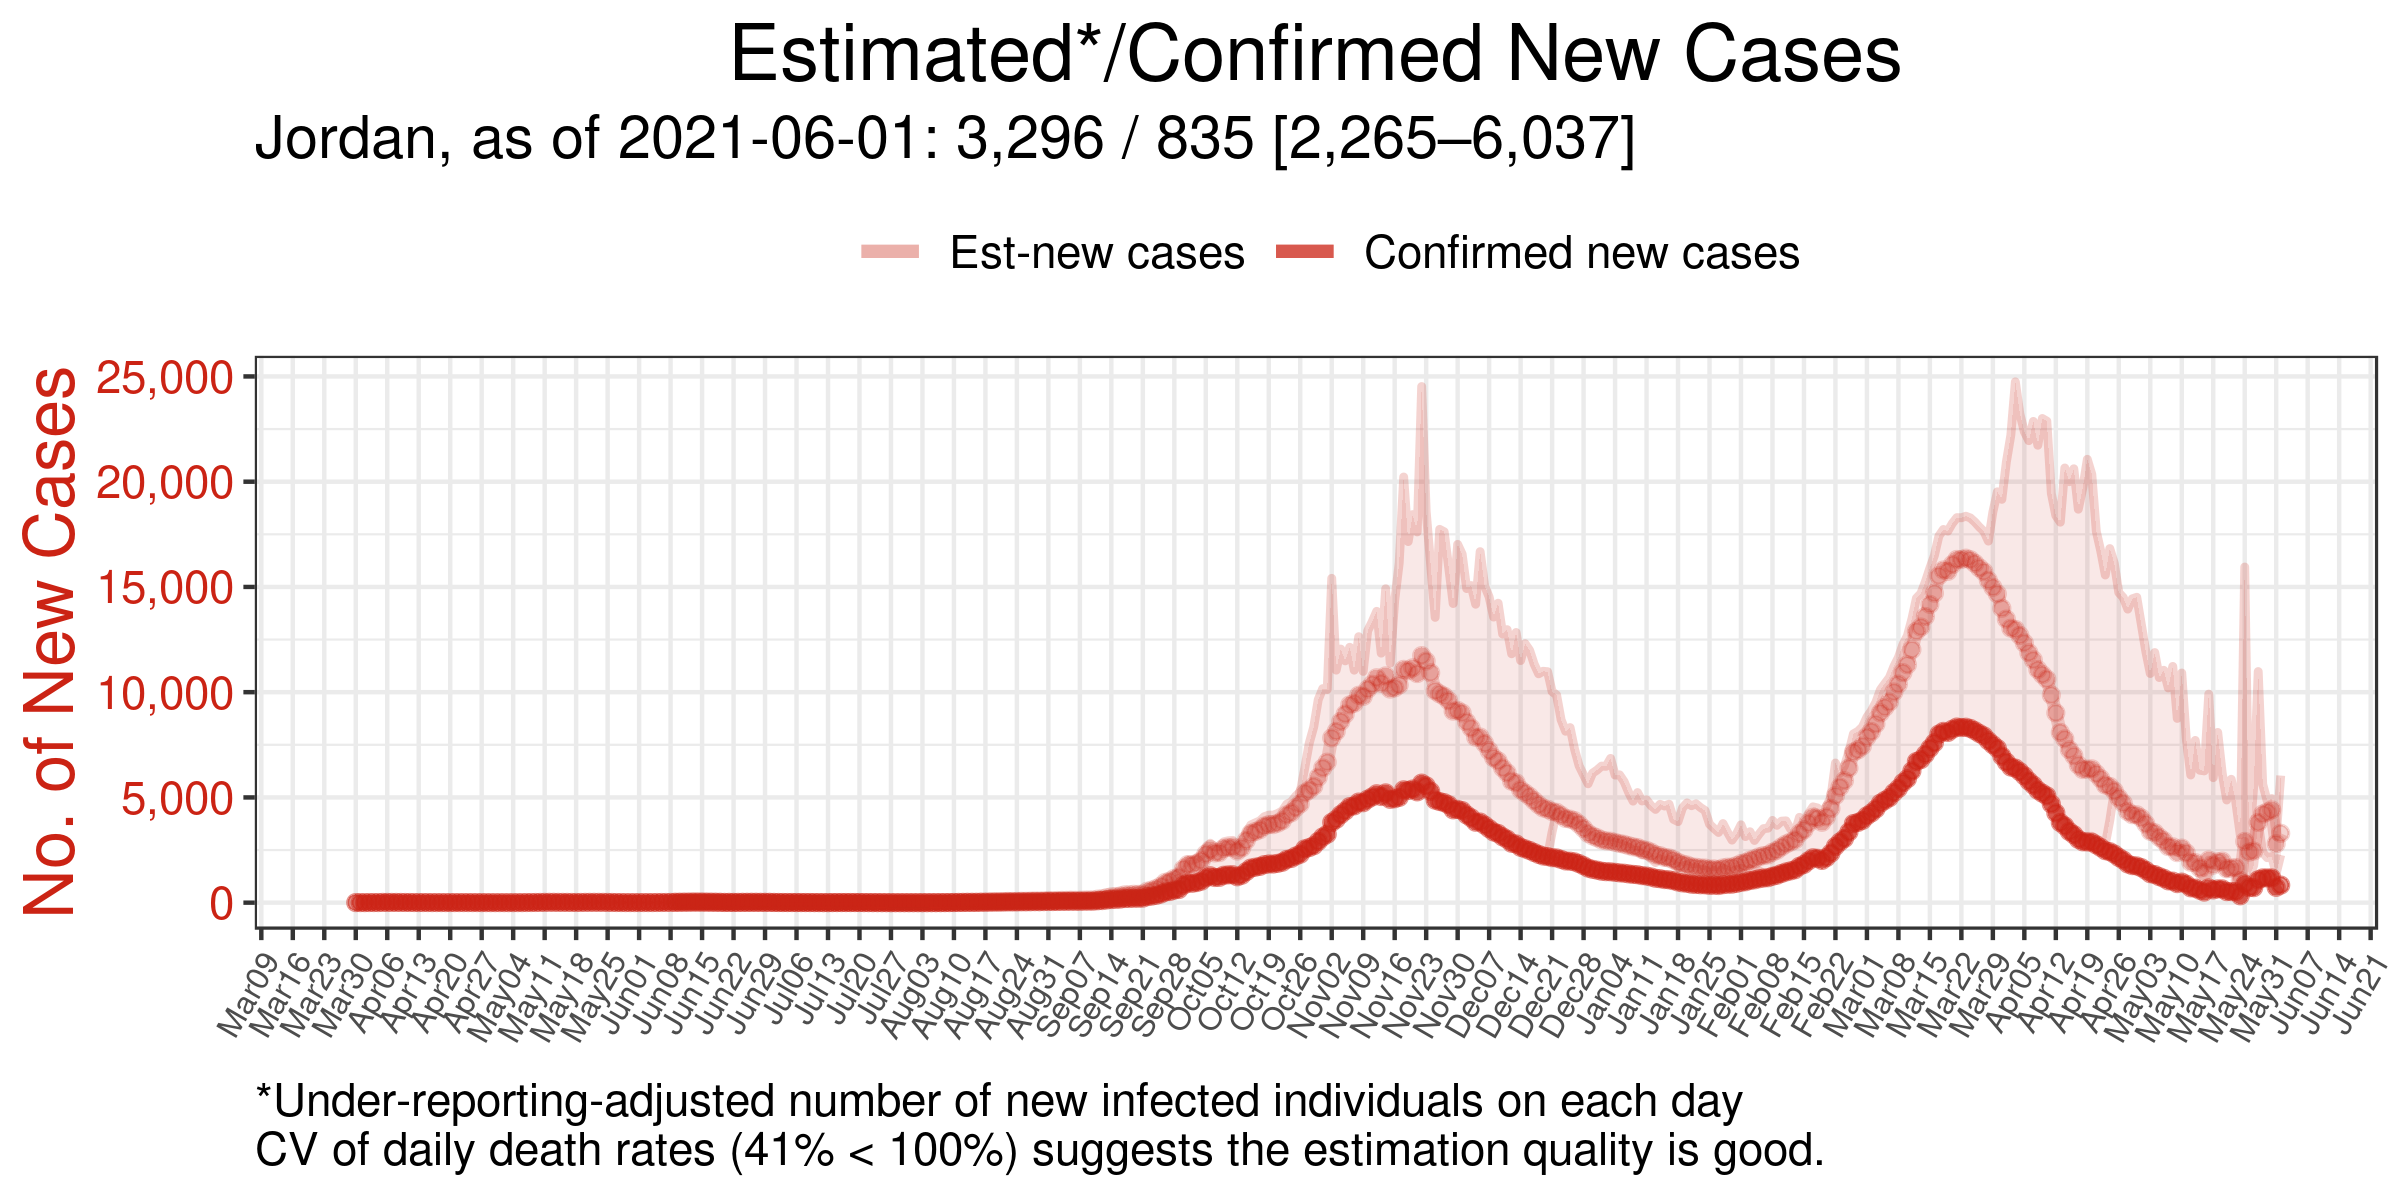 Estimated*/Confirmed New Cases
Jordan, as of 2021-06-01: 3,296 / 835 [2,265–6,037]
Est-new cases Confirmed new cases
No. of New Cases
25,000
20,000
15,000
10,000
5,000
0
Mar09 Mar16 Mar23 Mar30 Apr06 Apr13 Apr20 Apr27 May04 May11 May18 May25 Jun01 Jun08 Jun15 Jun22 Jun29 Jul06 Jul13 Jul20 Jul27 Aug03 Aug10 Aug17 Aug24 Aug31 Sep07 Sep14 Sep21 Sep28 Oct05 Oct12 Oct19 Oct26 Nov02 Nov09 Nov16 Nov23 Nov30 Dec07 Dec14 Dec21 Dec28 Jan04 Jan11 Jan18 Jan25 Feb01 Feb08 Feb15 Feb22 Mar01 Mar08 Mar15 Mar22 Mar29 Apr05 Apr12 Apr19 Apr26 May03 May10 May17 May24 May31 Jun07 Jun14 Jun21
*Under-reporting-adjusted number of new infected individuals on each day
CV of daily death rates (41% < 100%) suggests the estimation quality is good.